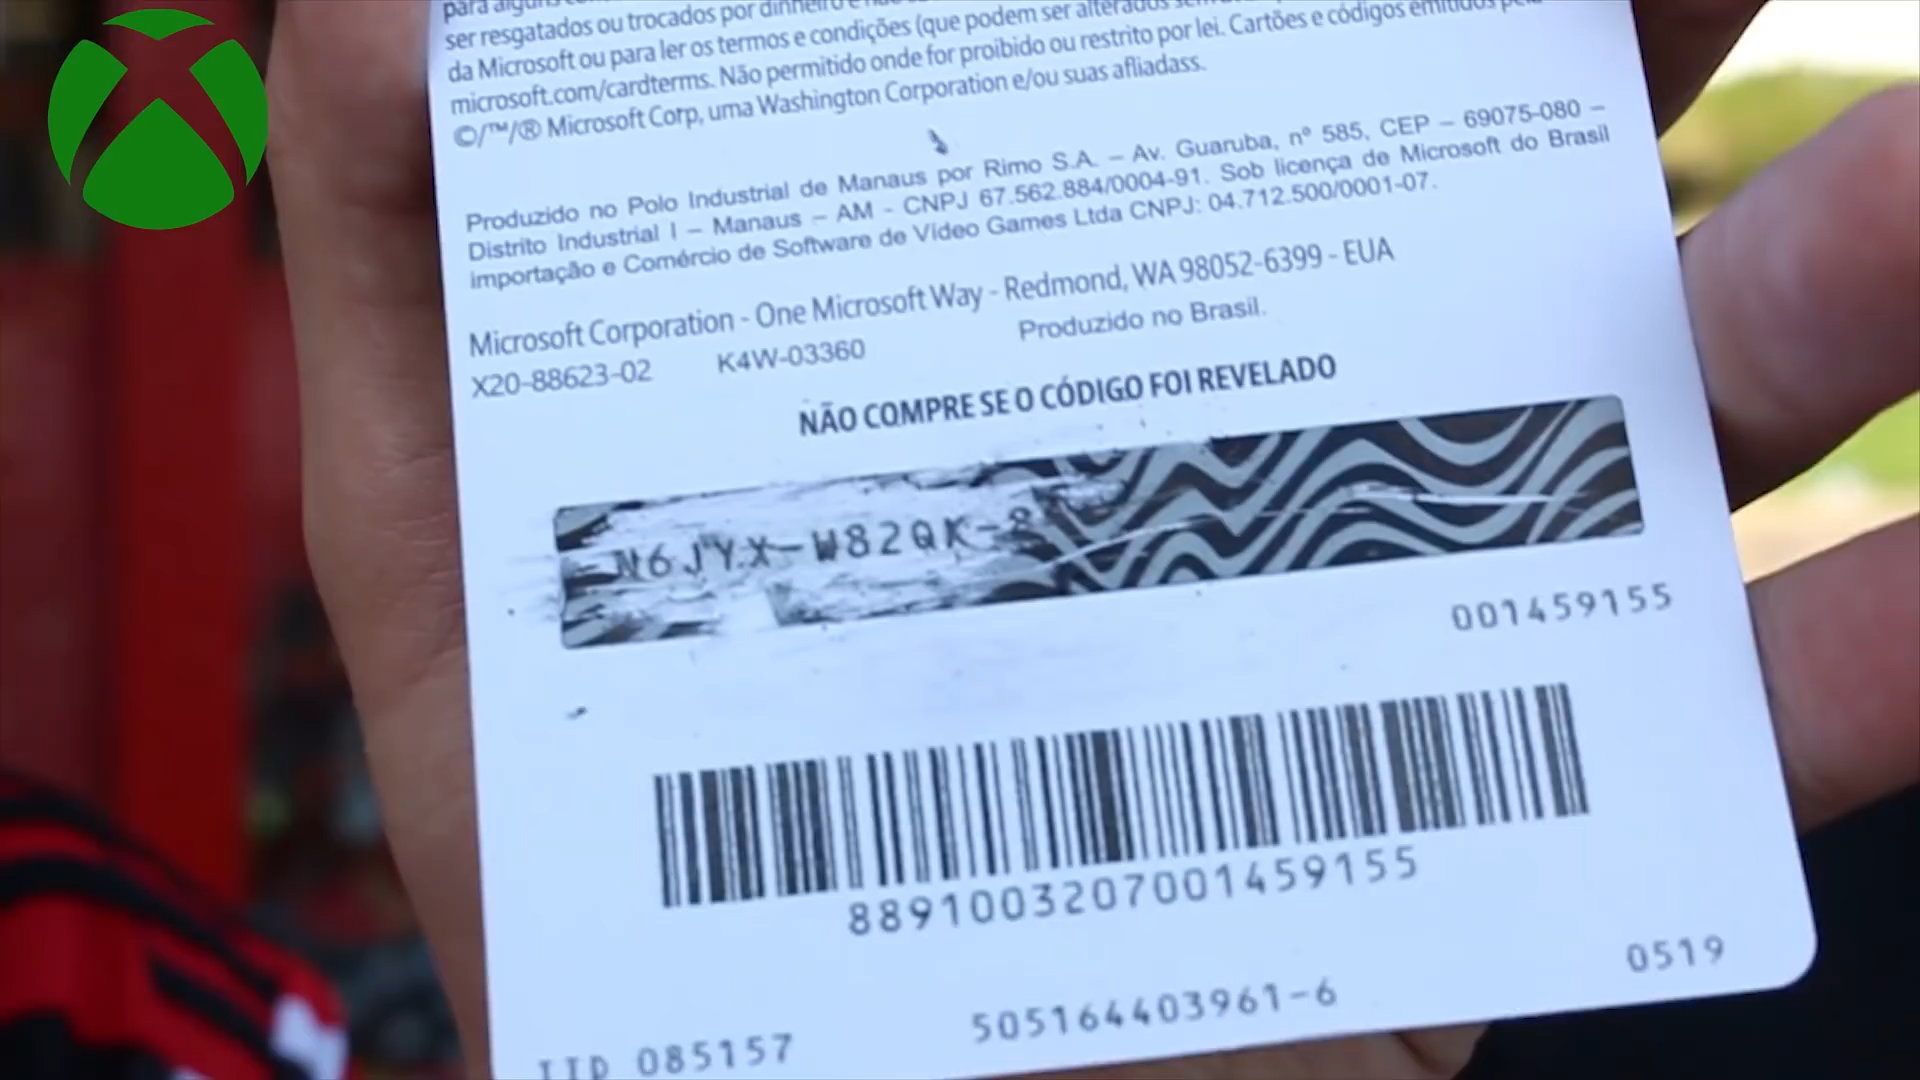 ser resgatados ou trocados por dinheiro e
da Microsoft ou para ler os termos e condições (que podem ser alterados
microsoft.com/cardterms. Não permitido onde for proibido ou restrito por lei. Cartões e códigos emitidos
©/™/® Microsoft Corp, uma Washington Corporation e/ou suas afliadass.
Produzido no Polo Industrial de Manaus por Rimo S.A. – Av. Guaruba, nº 585, CEP – 69075-080 –
Distrito Industrial I – Manaus – AM - CNPJ 67.562.884/0004-91. Sob licença de Microsoft do Brasil
importação e Comércio de Software de Vídeo Games Ltda CNPJ: 04.712.500/0001-07.
Microsoft Corporation - One Microsoft Way - Redmond, WA 98052-6399 - EUA
X20-88623-02 K4W-03360 Produzido no Brasil.
NÃO COMPRE SE O CÓDIGO FOI REVELADO
N6JYX-W82QK-8
001459155
8891003207001459155
0519
505164403961-6
TTD 085157